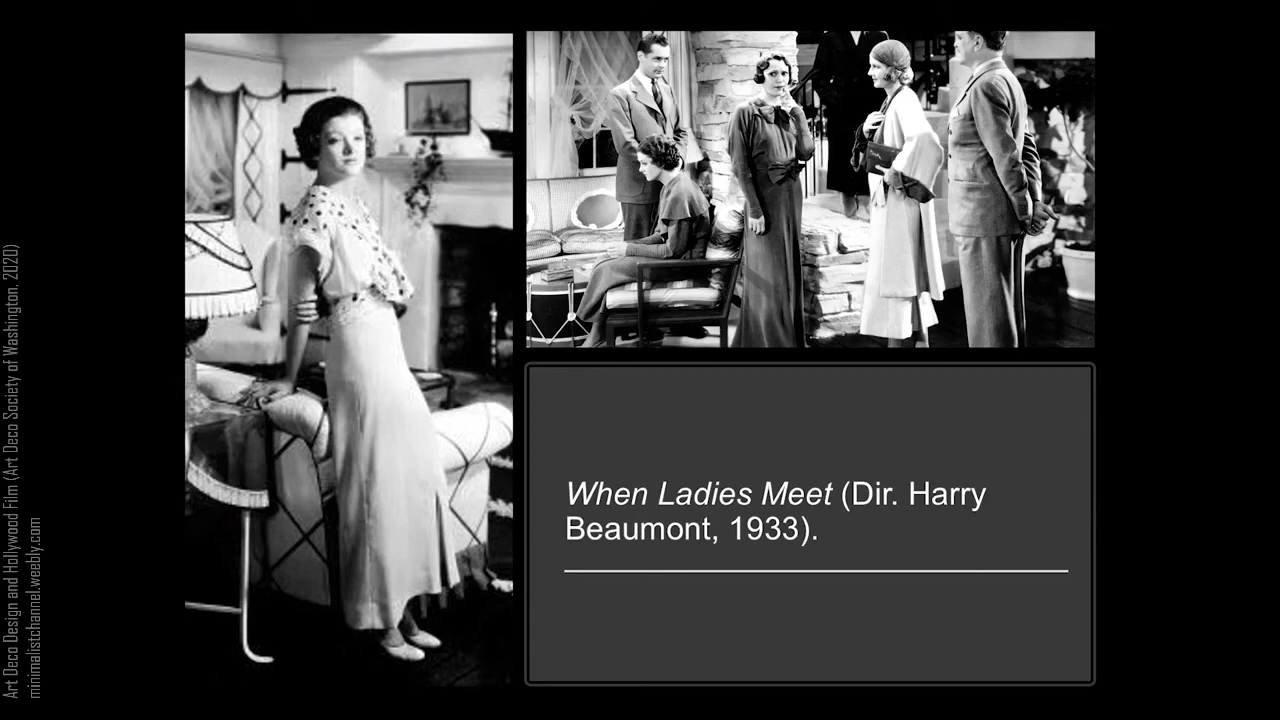 Art Deco Design and Hollywood Film (Art Deco Society of Washington, 2020)
minimalistchannel.weebly.com
When Ladies Meet (Dir. Harry
Beaumont, 1933).